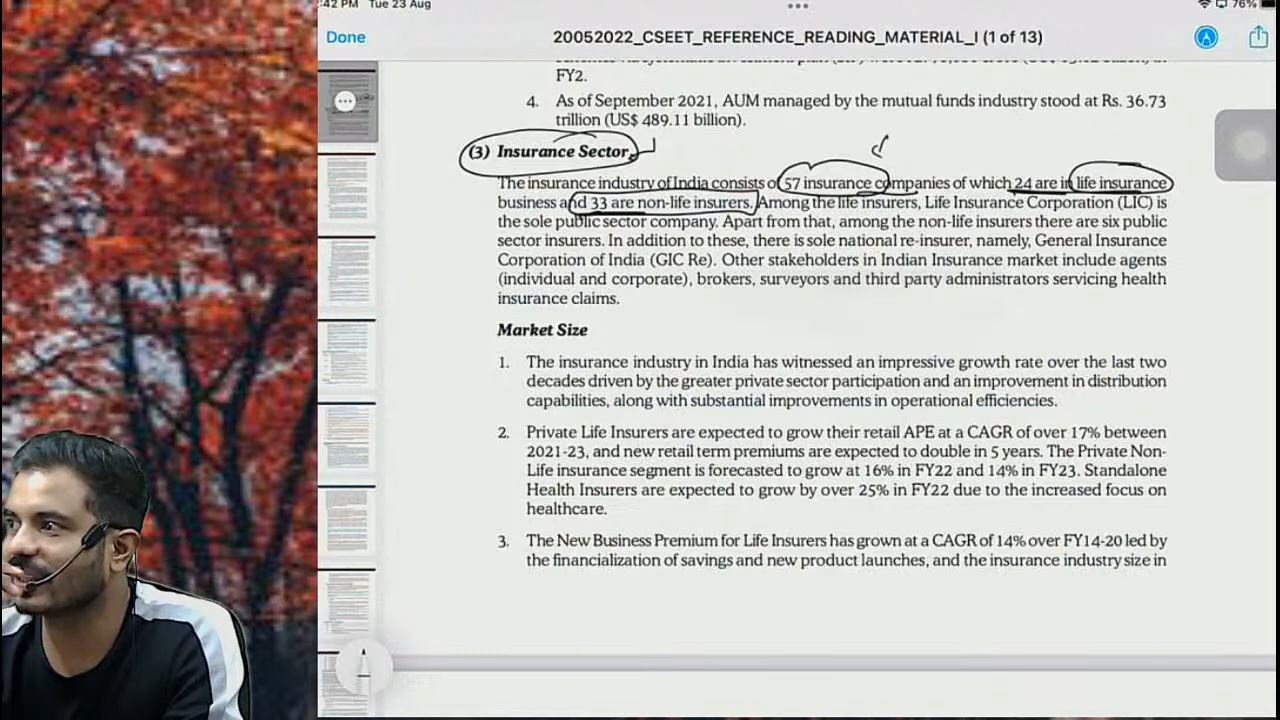 :42 PM Tue 23 Aug
76%
Done
20052022_CSEET_REFERENCE_READING_MATERIAL_I (1 of 13)
FY2.
4. As of September 2021, AUM managed by the mutual funds industry stood at Rs. 36.73
trillion (US$ 489.11 billion).
(3) Insurance Sector
The insurance industry of India consists of 57 insurance companies of which 24 are in life insurance
business and 33 are non-life insurers. Among the life insurers, Life Insurance Corporation (LIC) is
the sole public sector company. Apart from that, among the non-life insurers there are six public
sector insurers. In addition to these, there is sole national re-insurer, namely, General Insurance
Corporation of India (GIC Re). Other stakeholders in Indian Insurance market include agents
(individual and corporate), brokers, surveyors and third party administrators servicing health
insurance claims.
Market Size
1. The insurance industry in India has witnessed an impressive growth rate over the last two
decades driven by the greater private sector participation and an improvement in distribution
capabilities, along with substantial improvements in operational efficiencies.
2. Private Life Insrers are expected to grow their retail APE at a CAGR of over 17% between
2021-23, and new retail term premium are expected to double in 5 years. The Private Non-
Life insurance segment is forecasted to grow at 16% in FY22 and 14% in FY23. Standalone
Health Insurers are expected to grow by over 25% in FY22 due to the increased focus on
healthcare.
3. The New Business Premium for Life Insurers has grown at a CAGR of 14% over FY14-20 led by
the financialization of savings and new product launches, and the insurance industry size in